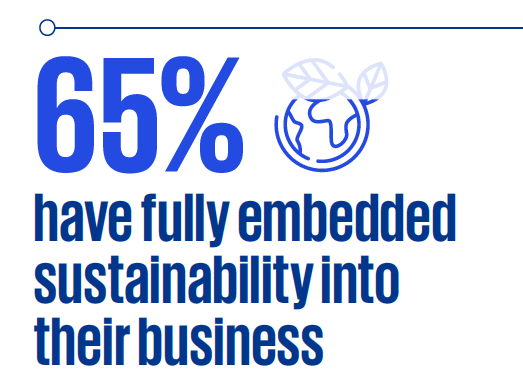 65%
have fully embedded
sustainability into
their business